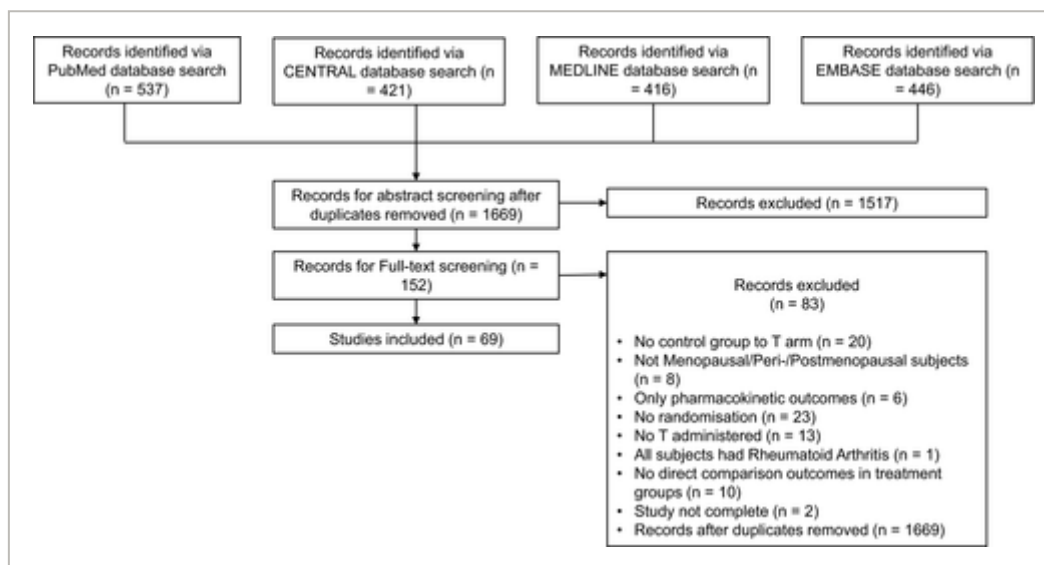 Records identified via
PubMed database search
(n = 537)
Records identified via
CENTRAL database search (n
= 421)
Records identified via
MEDLINE database search (n =
416)
Records identified via
EMBASE database search (n
= 446)
Records for abstract screening after
duplicates removed (n = 1669)
Records excluded (n = 1517)
Records for Full-text screening (n =
152)
Studies included (n = 69)
Records excluded
(n = 83)
• No control group to T arm (n = 20)
• Not Menopausal/Peri-/Postmenopausal subjects
(n = 8)
• Only pharmacokinetic outcomes (n = 6)
• No randomisation (n = 23)
• No T administered (n = 13)
• All subjects had Rheumatoid Arthritis (n = 1)
• No direct comparison outcomes in treatment
groups (n = 10)
• Study not complete (n = 2)
• Records after duplicates removed (n = 1669)